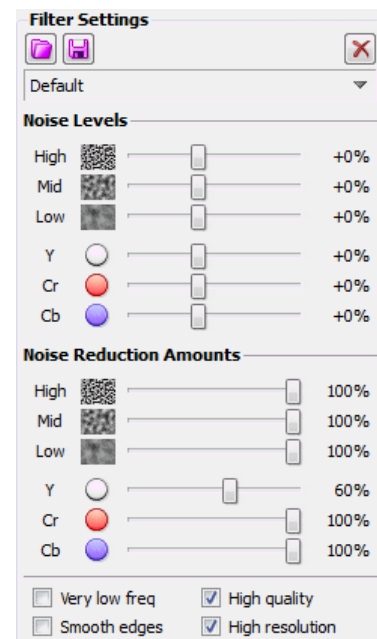 Filter Settings
Default
Noise Levels
High +0%
Mid +0%
Low +0%
Y +0%
Cr +0%
Cb +0%
Noise Reduction Amounts
High 100%
Mid 100%
Low 100%
Y 60%
Cr 100%
Cb 100%
Very low freq High quality
Smooth edges High resolution